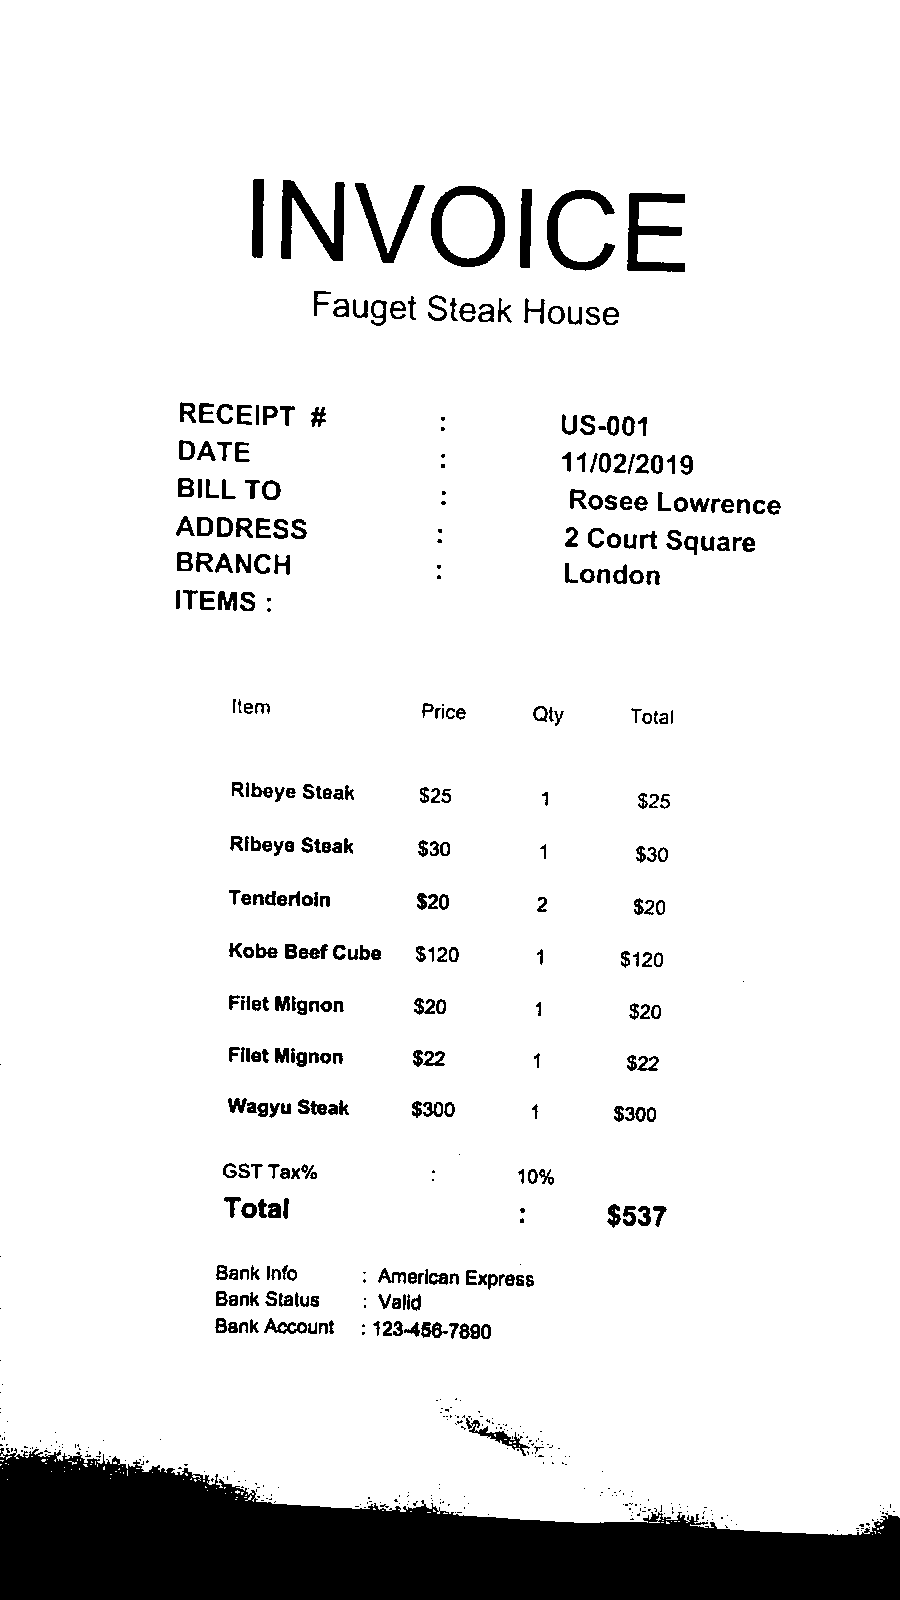 INVOICE
Fauget Steak House
RECEIPT # : US-001
DATE : 11/02/2019
BILL TO : Rosee Lowrence
ADDRESS : 2 Court Square
BRANCH : London
ITEMS :
Item Price Qty Total
Ribeye Steak $25 1 $25
Ribeye Steak $30 1 $30
Tenderloin $20 2 $20
Kobe Beef Cube $120 1 $120
Filet Mignon $20 1 $20
Filet Mignon $22 1 $22
Wagyu Steak $300 1 $300
GST Tax% : 10%
Total : $537
Bank Info : American Express
Bank Status : Valid
Bank Account : 123-456-7890